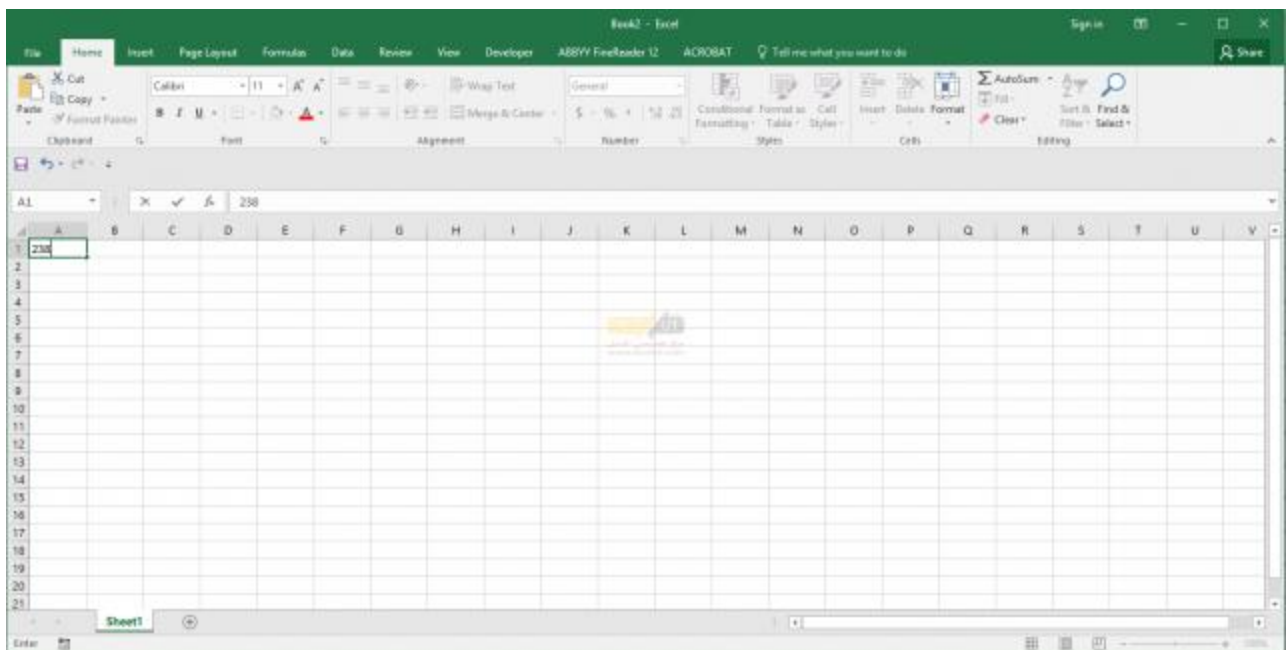 Book2 - Excel
Sign in
File Home Insert Page Layout Formulas Data Review View Developer ABBYY FineReader 12 ACROBAT Tell me what you want to do Share
Cut
Copy
Format Painter
Paste
Clipboard
Calibri 11
B I U
Font
Wrap Text
Merge & Center
Alignment
General
$ %
Number
Conditional Formatting
Format as Table
Cell Styles
Styles
Insert Delete Format
Cells
AutoSum
Fill
Clear
Sort & Filter
Find & Select
Editing
A1 fx 238
A B C D E F G H I J K L M N O P Q R S T U V
1 238
2
3
4
5
6
7
8
9
10
11
12
13
14
15
16
17
18
19
20
21
Sheet1
Enter